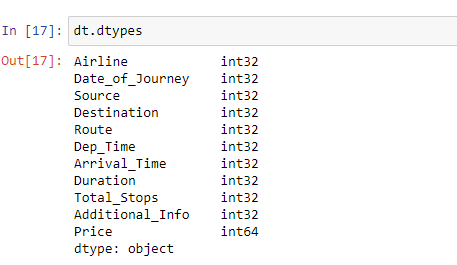 In [17]: dt.dtypes
Out[17]: Airline int32
Date_of_Journey int32
Source int32
Destination int32
Route int32
Dep_Time int32
Arrival_Time int32
Duration int32
Total_Stops int32
Additional_Info int32
Price int64
dtype: object